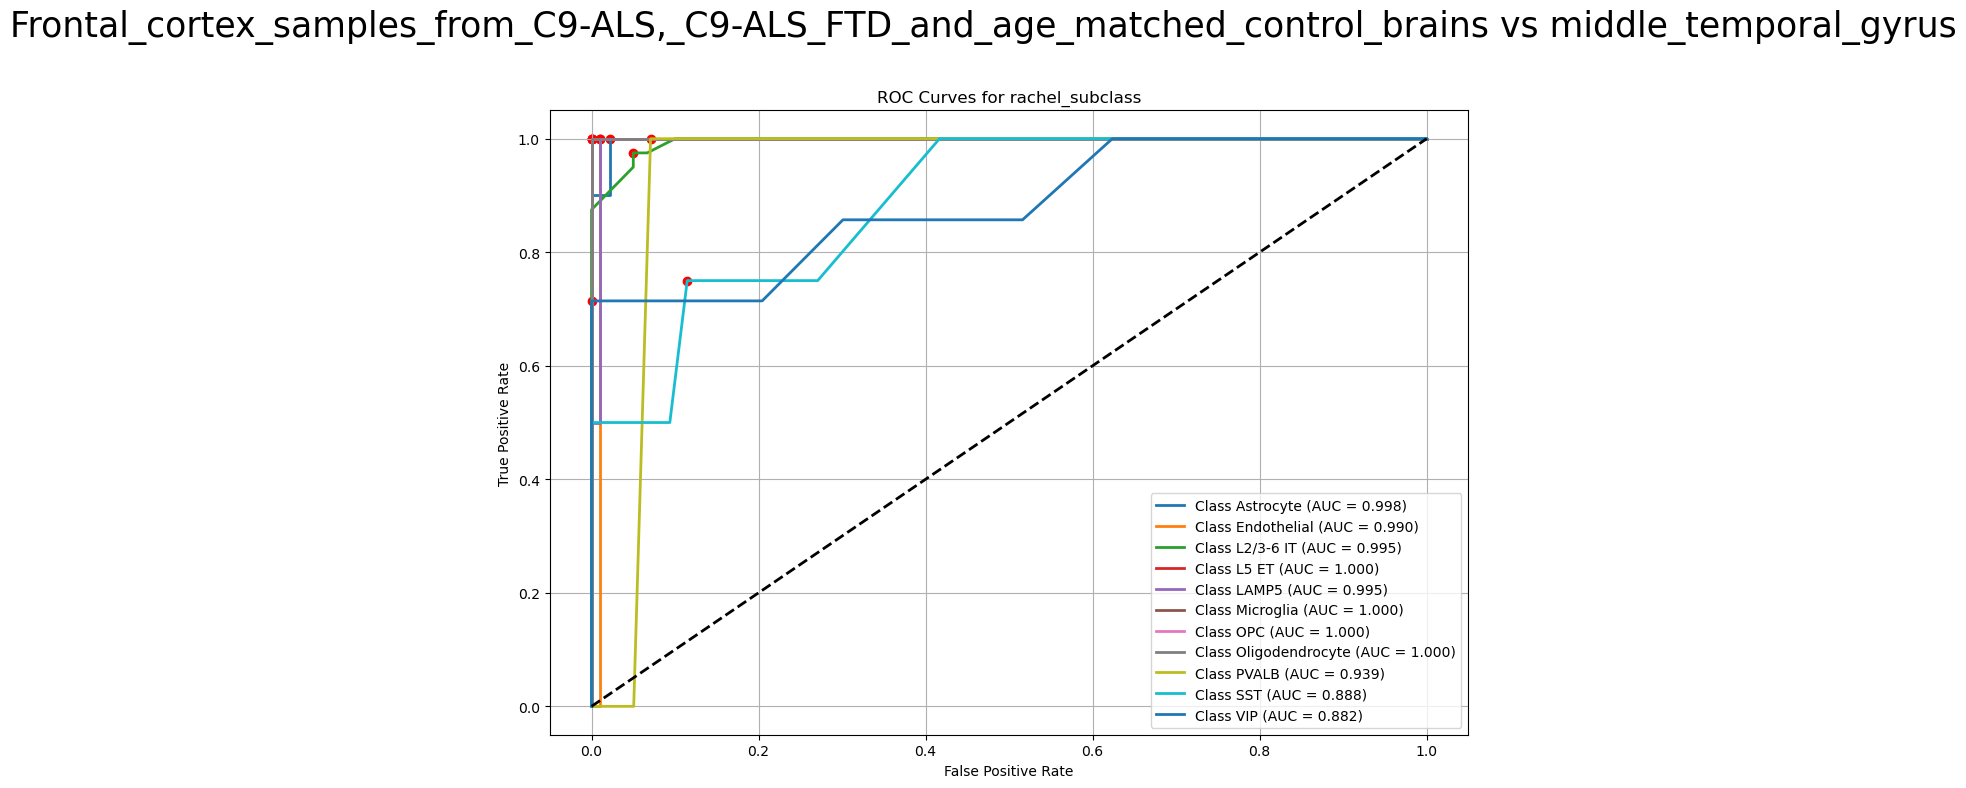 Frontal_cortex_samples_from_C9-ALS,_C9-ALS_FTD_and_age_matched_control_brains vs middle_temporal_gyrus
ROC Curves for rachel_subclass
True Positive Rate
1.0
0.8
0.6
0.4
0.2
0.0
Class Astrocyte (AUC = 0.998)
Class Endothelial (AUC = 0.990)
Class L2/3-6 IT (AUC = 0.995)
Class L5 ET (AUC = 1.000)
Class LAMP5 (AUC = 0.995)
Class Microglia (AUC = 1.000)
Class OPC (AUC = 1.000)
Class Oligodendrocyte (AUC = 1.000)
Class PVALB (AUC = 0.939)
Class SST (AUC = 0.888)
Class VIP (AUC = 0.882)
0.0 0.2 0.4 0.6 0.8 1.0
False Positive Rate